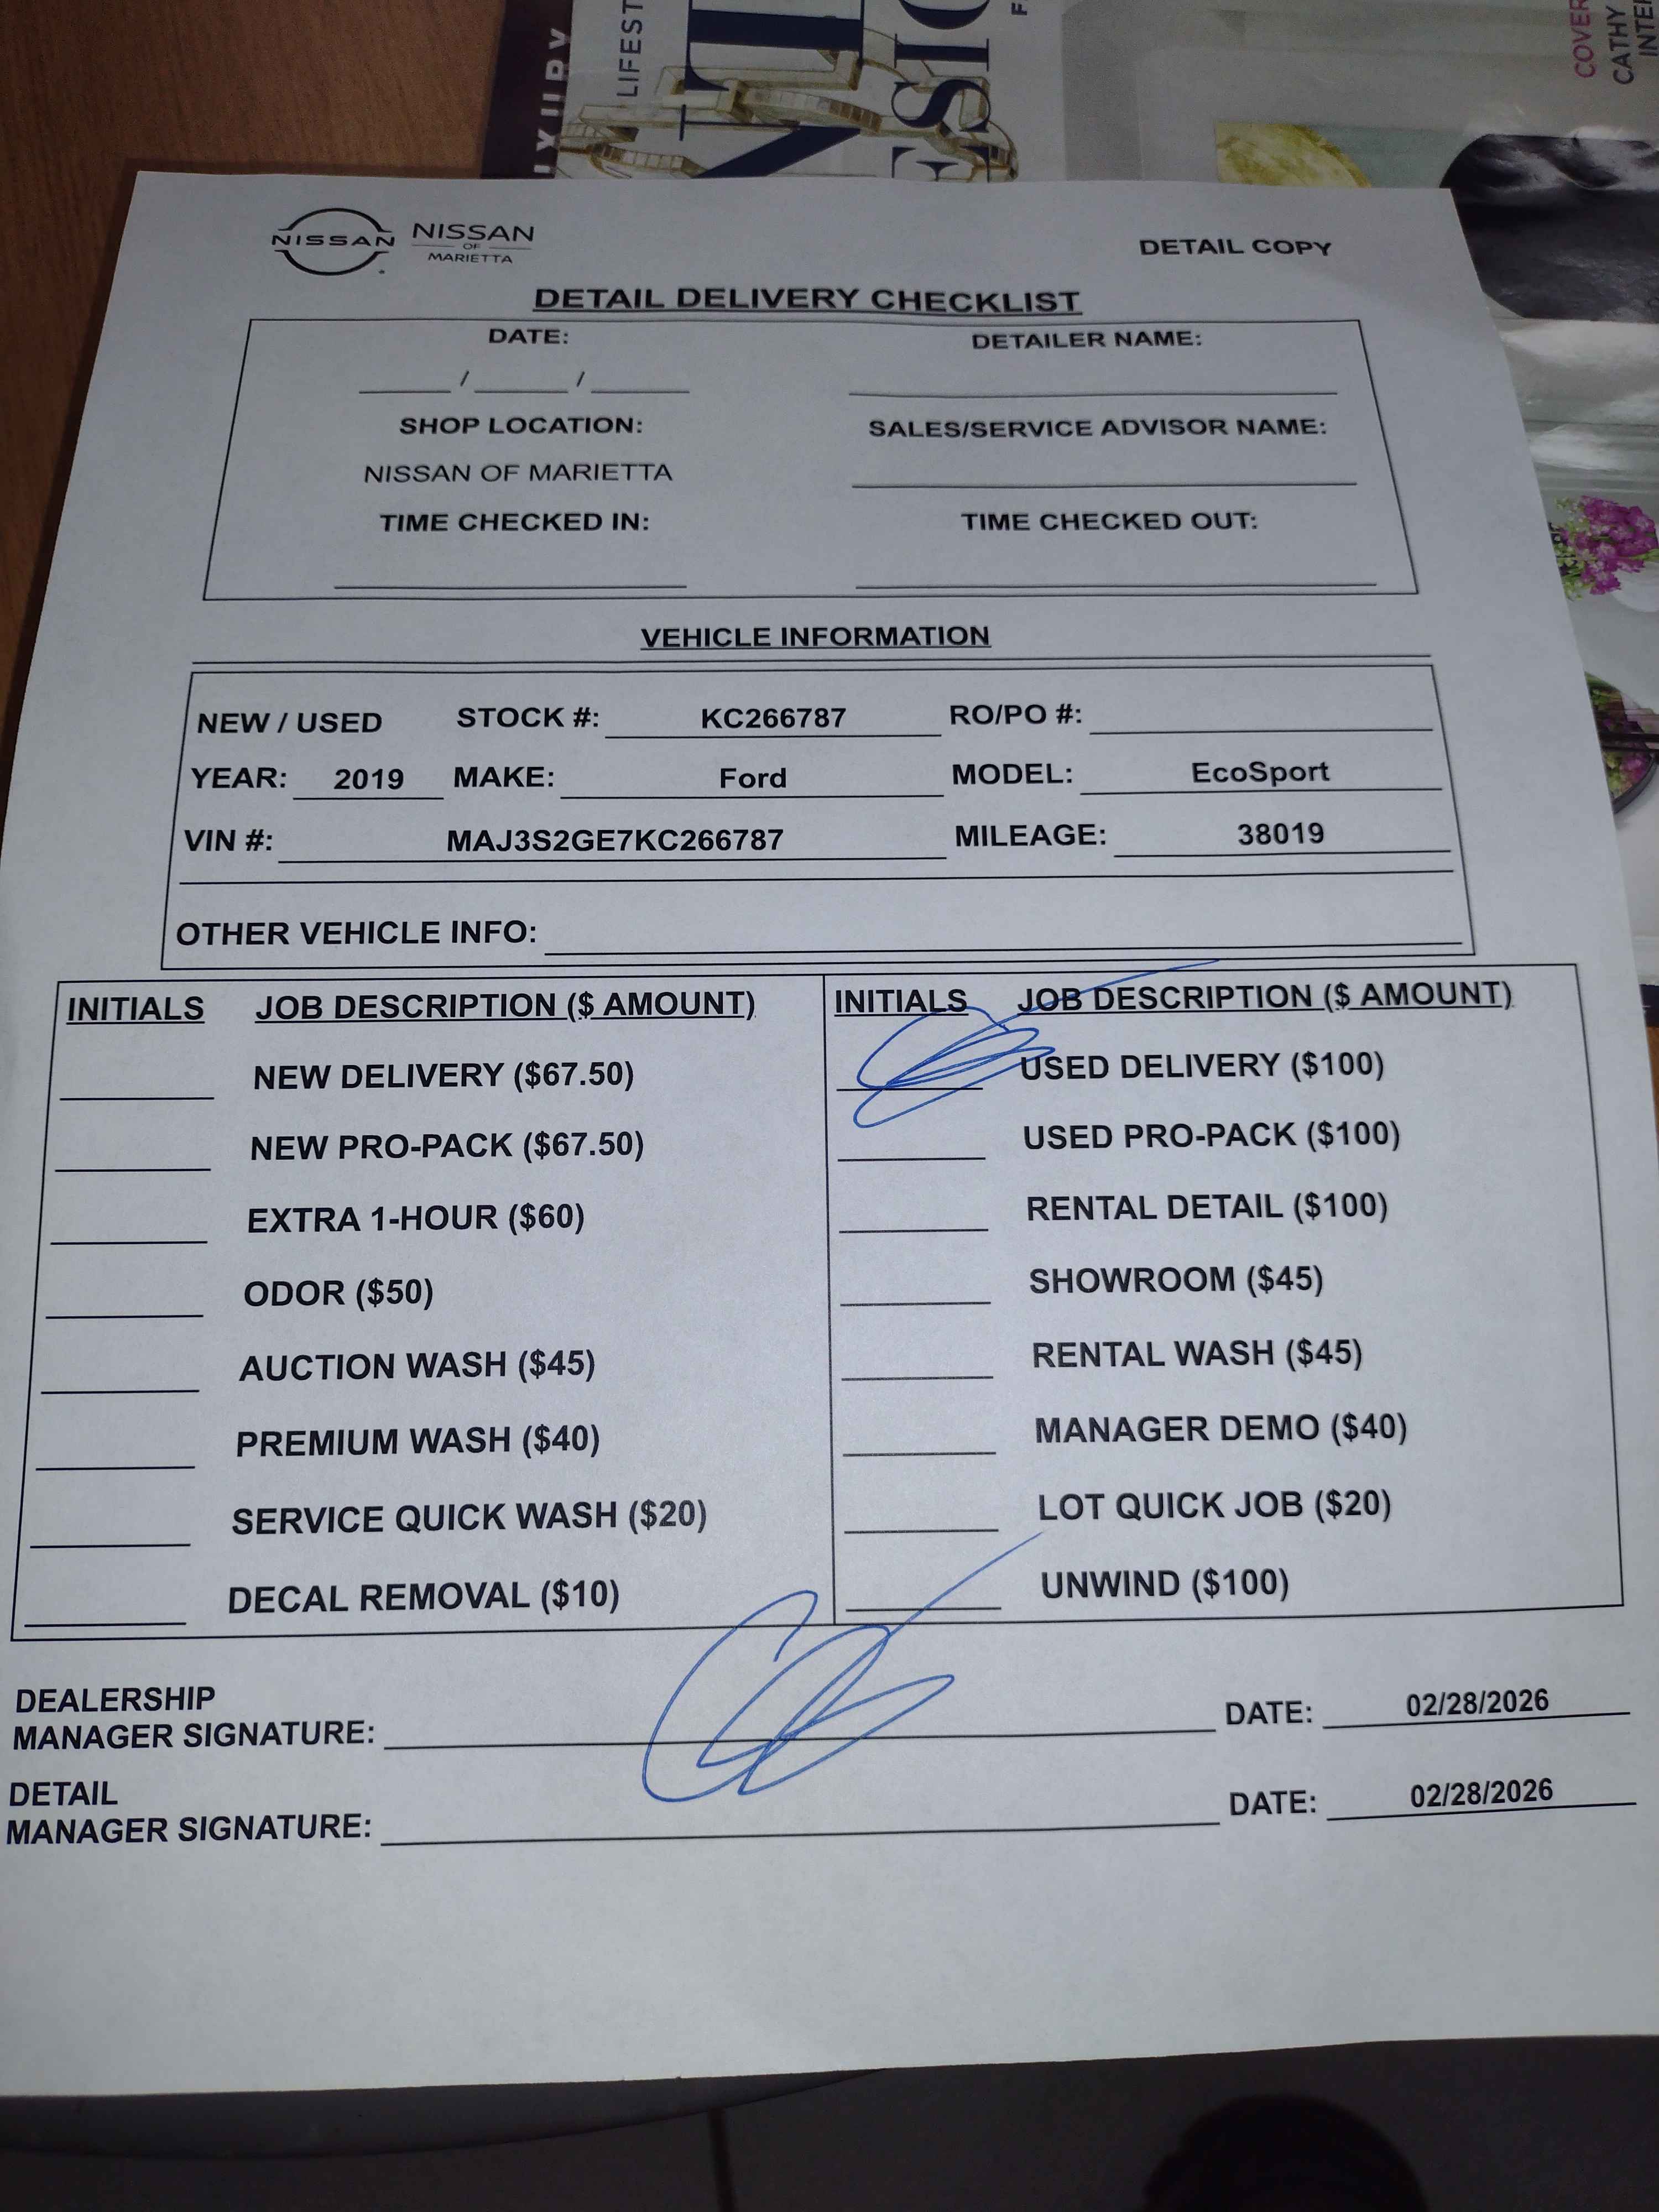 LUXURY
LIFEST
COVER
CATHY
INTE
NISSAN
NISSAN
OF
MARIETTA
DETAIL COPY
DETAIL DELIVERY CHECKLIST
DATE: DETAILER NAME:
/ /
SHOP LOCATION: SALES/SERVICE ADVISOR NAME:
NISSAN OF MARIETTA
TIME CHECKED IN: TIME CHECKED OUT:
VEHICLE INFORMATION
NEW / USED STOCK #: KC266787 RO/PO #:
YEAR: 2019 MAKE: Ford MODEL: EcoSport
VIN #: MAJ3S2GE7KC266787 MILEAGE: 38019
OTHER VEHICLE INFO:
INITIALS JOB DESCRIPTION ($ AMOUNT) INITIALS JOB DESCRIPTION ($ AMOUNT)
NEW DELIVERY ($67.50) USED DELIVERY ($100)
NEW PRO-PACK ($67.50) USED PRO-PACK ($100)
EXTRA 1-HOUR ($60) RENTAL DETAIL ($100)
ODOR ($50) SHOWROOM ($45)
AUCTION WASH ($45) RENTAL WASH ($45)
PREMIUM WASH ($40) MANAGER DEMO ($40)
SERVICE QUICK WASH ($20) LOT QUICK JOB ($20)
DECAL REMOVAL ($10) UNWIND ($100)
DEALERSHIP
MANAGER SIGNATURE: DATE: 02/28/2026
DETAIL
MANAGER SIGNATURE: DATE: 02/28/2026